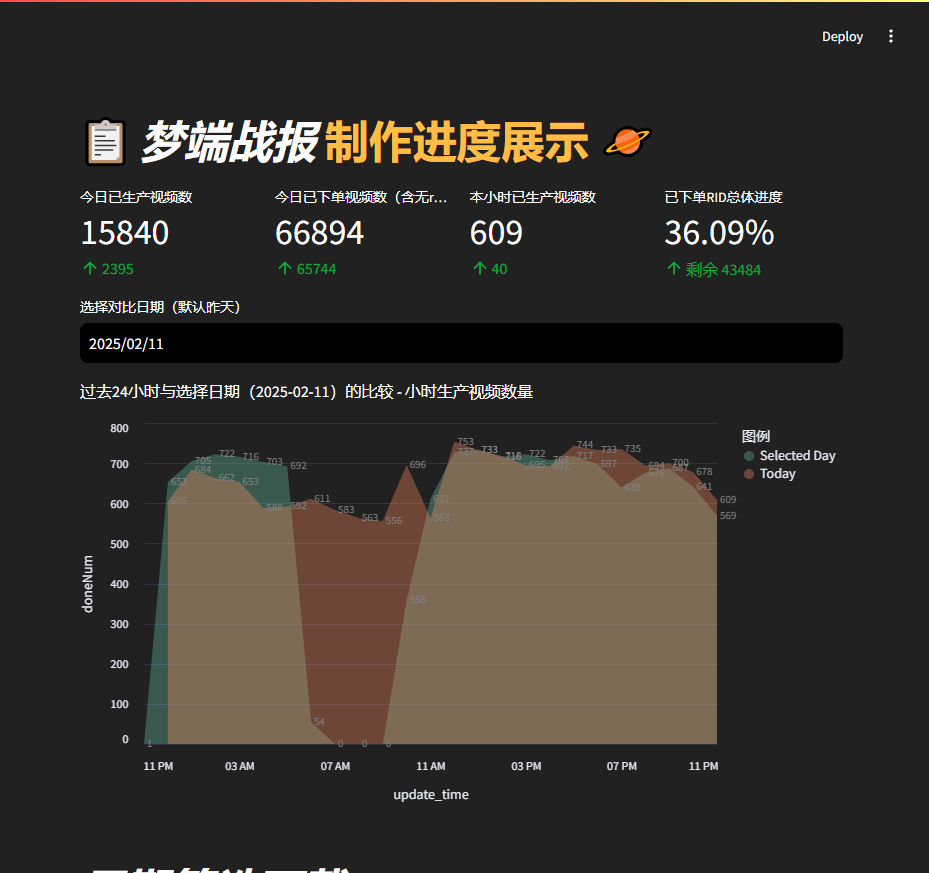 Deploy
梦端战报 制作进度展示
今日已生产视频数
15840
2395
今日已下单视频数（含无r...
66894
65744
本小时已生产视频数
609
40
已下单RID总体进度
36.09%
剩余 43484
选择对比日期（默认昨天）
2025/02/11
过去24小时与选择日期（2025-02-11）的比较 - 小时生产视频数量
图例
Selected Day
Today
doneNum
800
700
600
500
400
300
200
100
0
705
722
716
703
692
684
662
653
588
592
611
583
563
556
696
611
563
358
54
0
0
0
1
753
733
722
695
744
717
733
697
735
639
694
700
687
678
641
609
569
11 PM
03 AM
07 AM
11 AM
03 PM
07 PM
11 PM
update_time